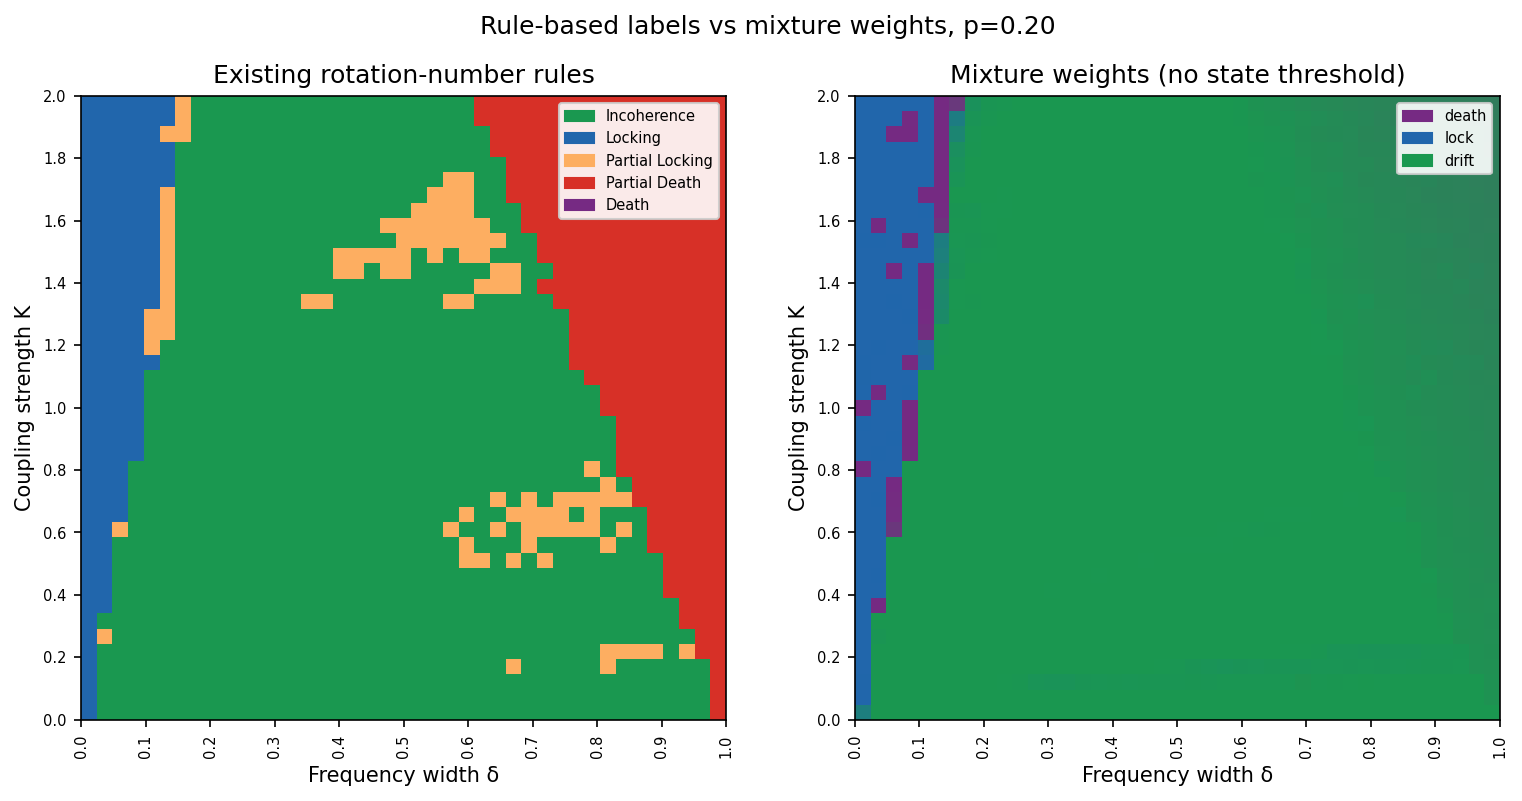 Rule-based labels vs mixture weights, p=0.20
Existing rotation-number rules
Coupling strength K
2.0
1.8
1.6
1.4
1.2
1.0
0.8
0.6
0.4
0.2
0.0
Incoherence
Locking
Partial Locking
Partial Death
Death
0.0 0.1 0.2 0.3 0.4 0.5 0.6 0.7 0.8 0.9 1.0
Frequency width δ
Mixture weights (no state threshold)
Coupling strength K
2.0
1.8
1.6
1.4
1.2
1.0
0.8
0.6
0.4
0.2
0.0
death
lock
drift
0.0 0.1 0.2 0.3 0.4 0.5 0.6 0.7 0.8 0.9 1.0
Frequency width δ